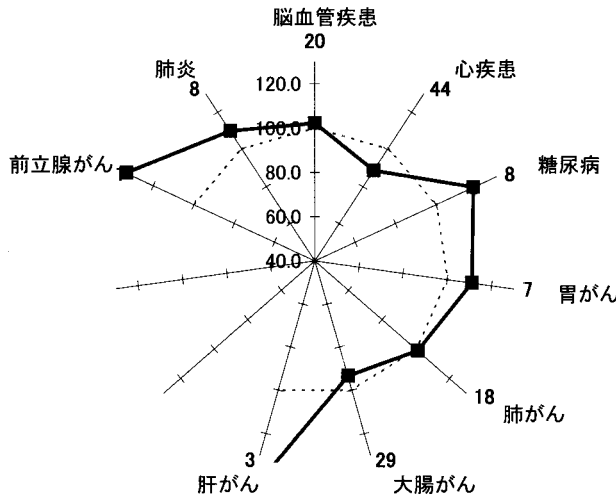 脳血管疾患
20
心疾患
44
糖尿病
8
胃がん
7
肺がん
18
大腸がん
29
肝がん
3
前立腺がん
肺炎
8
120.0
100.0
80.0
60.0
40.0